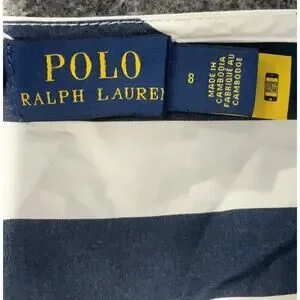 POLO
RALPH LAUREN
8
MADE IN
CAMBODIA
FABRIQUÉ AU
CAMBODGE